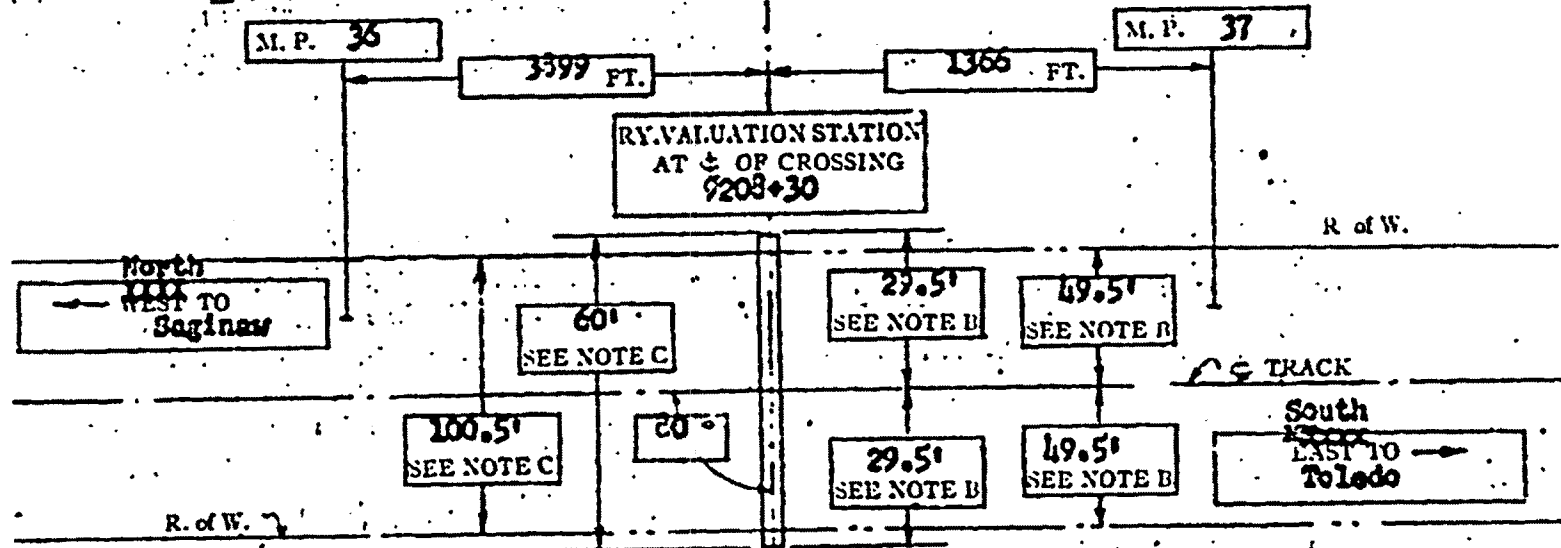 M. P. 36
M. P. 37
FT.
1366 FT.
RY. VALUATION STATION
AT ℄ OF CROSSING
9208+30
R of W.
North
XXXX
← WEST TO
Saginaw
60'
SEE NOTE C
29.5'
SEE NOTE B
49.5'
SEE NOTE B
℄ TRACK
100.5'
SEE NOTE C
80°
29.5'
SEE NOTE B
49.5'
SEE NOTE B
South
EAST TO →
Toledo
R. of W.